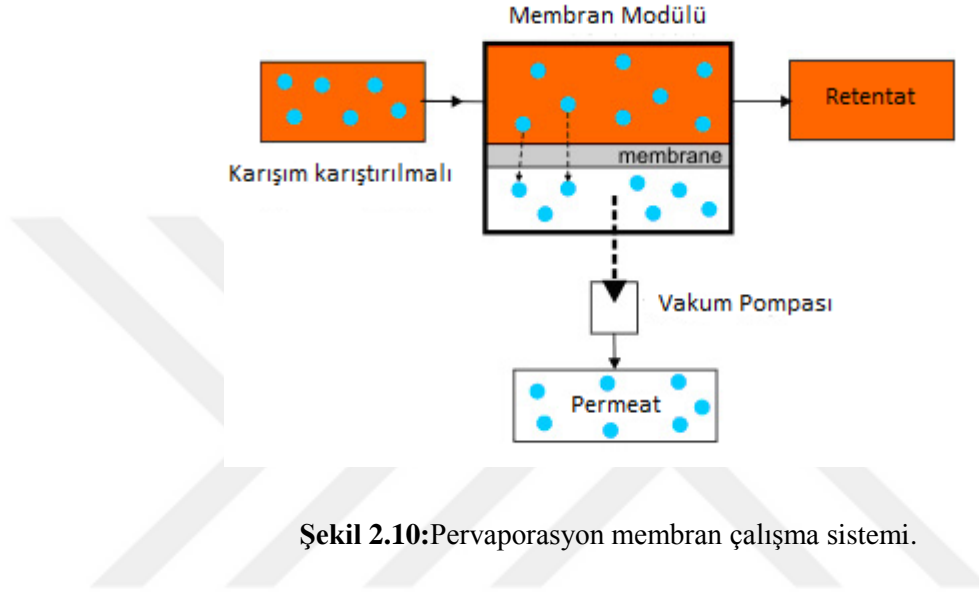 Membran Modülü
Retentat
membrane
Karışım karıştırılmalı
Vakum Pompası
Permeat
Şekil 2.10:Pervaporasyon membran çalışma sistemi.